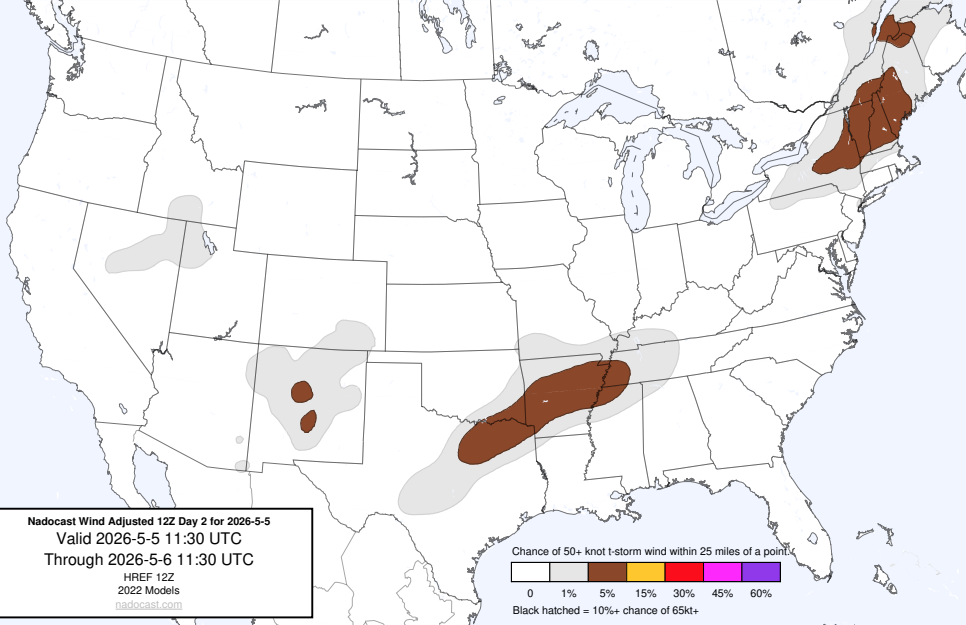 Nadocast Wind Adjusted 12Z Day 2 for 2026-5-5
Valid 2026-5-5 11:30 UTC
Through 2026-5-6 11:30 UTC
HREF 12Z
2022 Models
nadocast.com
Chance of 50+ knot t-storm wind within 25 miles of a point.
0 1% 5% 15% 30% 45% 60%
Black hatched = 10%+ chance of 65kt+